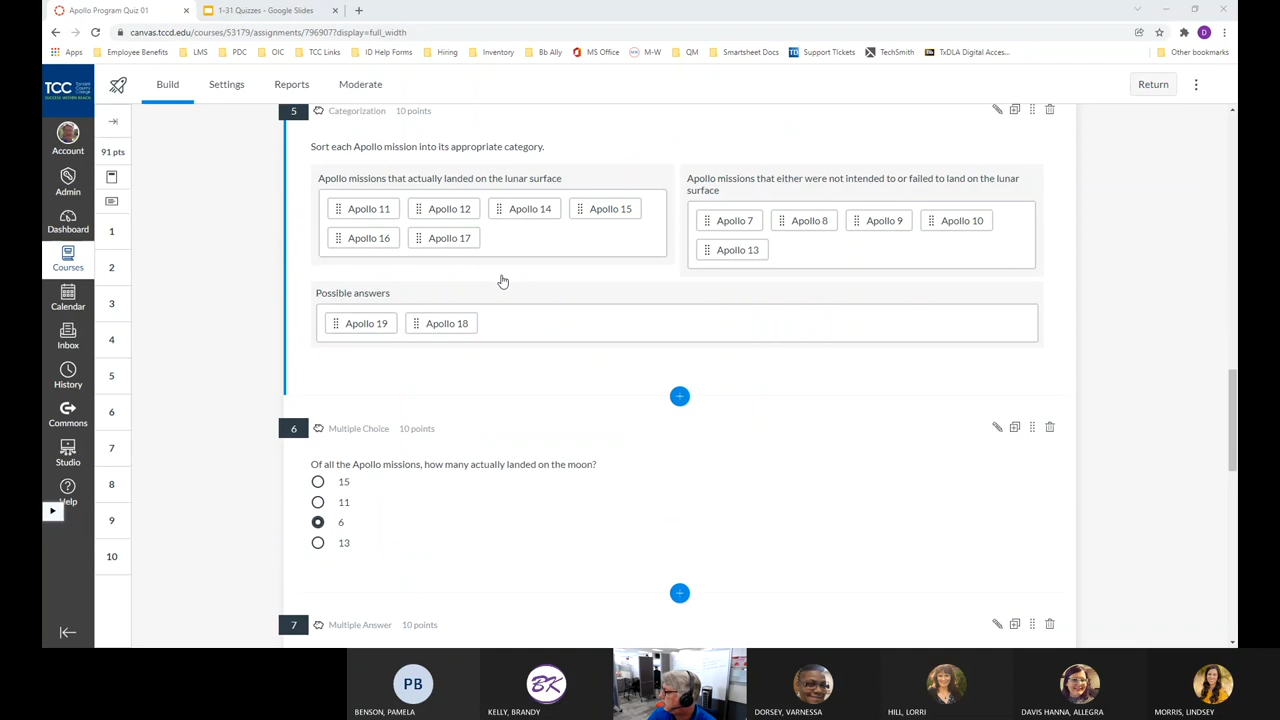 Apollo Program Quiz 01
1-31 Quizzes - Google Slides
canvas.tccd.edu/courses/53179/assignments/796907?display=full_width
Apps Employee Benefits LMS PDC OIC TCC Links ID Help Forms Hiring Inventory Bb Ally MS Office M-W QM Smartsheet Docs Support Tickets TechSmith TxDLA Digital Acces... Other bookmarks
TCC
Build Missions Reports Moderate Return
Account
Admin
Dashboard
Courses
Calendar
Inbox
History
Commons
Studio
Help
91 pts
1
2
3
4
5
6
7
8
9
10
5 Categorization 10 points
Sort each Apollo mission into its appropriate category.
Apollo missions that actually landed on the lunar surface
Apollo 11 Apollo 12 Apollo 14 Apollo 15
Apollo 16 Apollo 17
Apollo missions that either were not intended to or failed to land on the lunar
surface
Apollo 7 Apollo 8 Apollo 9 Apollo 10
Apollo 13
Possible answers
Apollo 19 Apollo 18
6 Multiple Choice 10 points
Of all the Apollo missions, how many actually landed on the moon?
15
11
6
13
7 Multiple Answer 10 points
PB
BENSON, PAMELA
BK
KELLY, BRANDY
DORSEY, VARNESSA
HILL, LORRI
DAVIS HANNA, ALLEGRA
MORRIS, LINDSEY